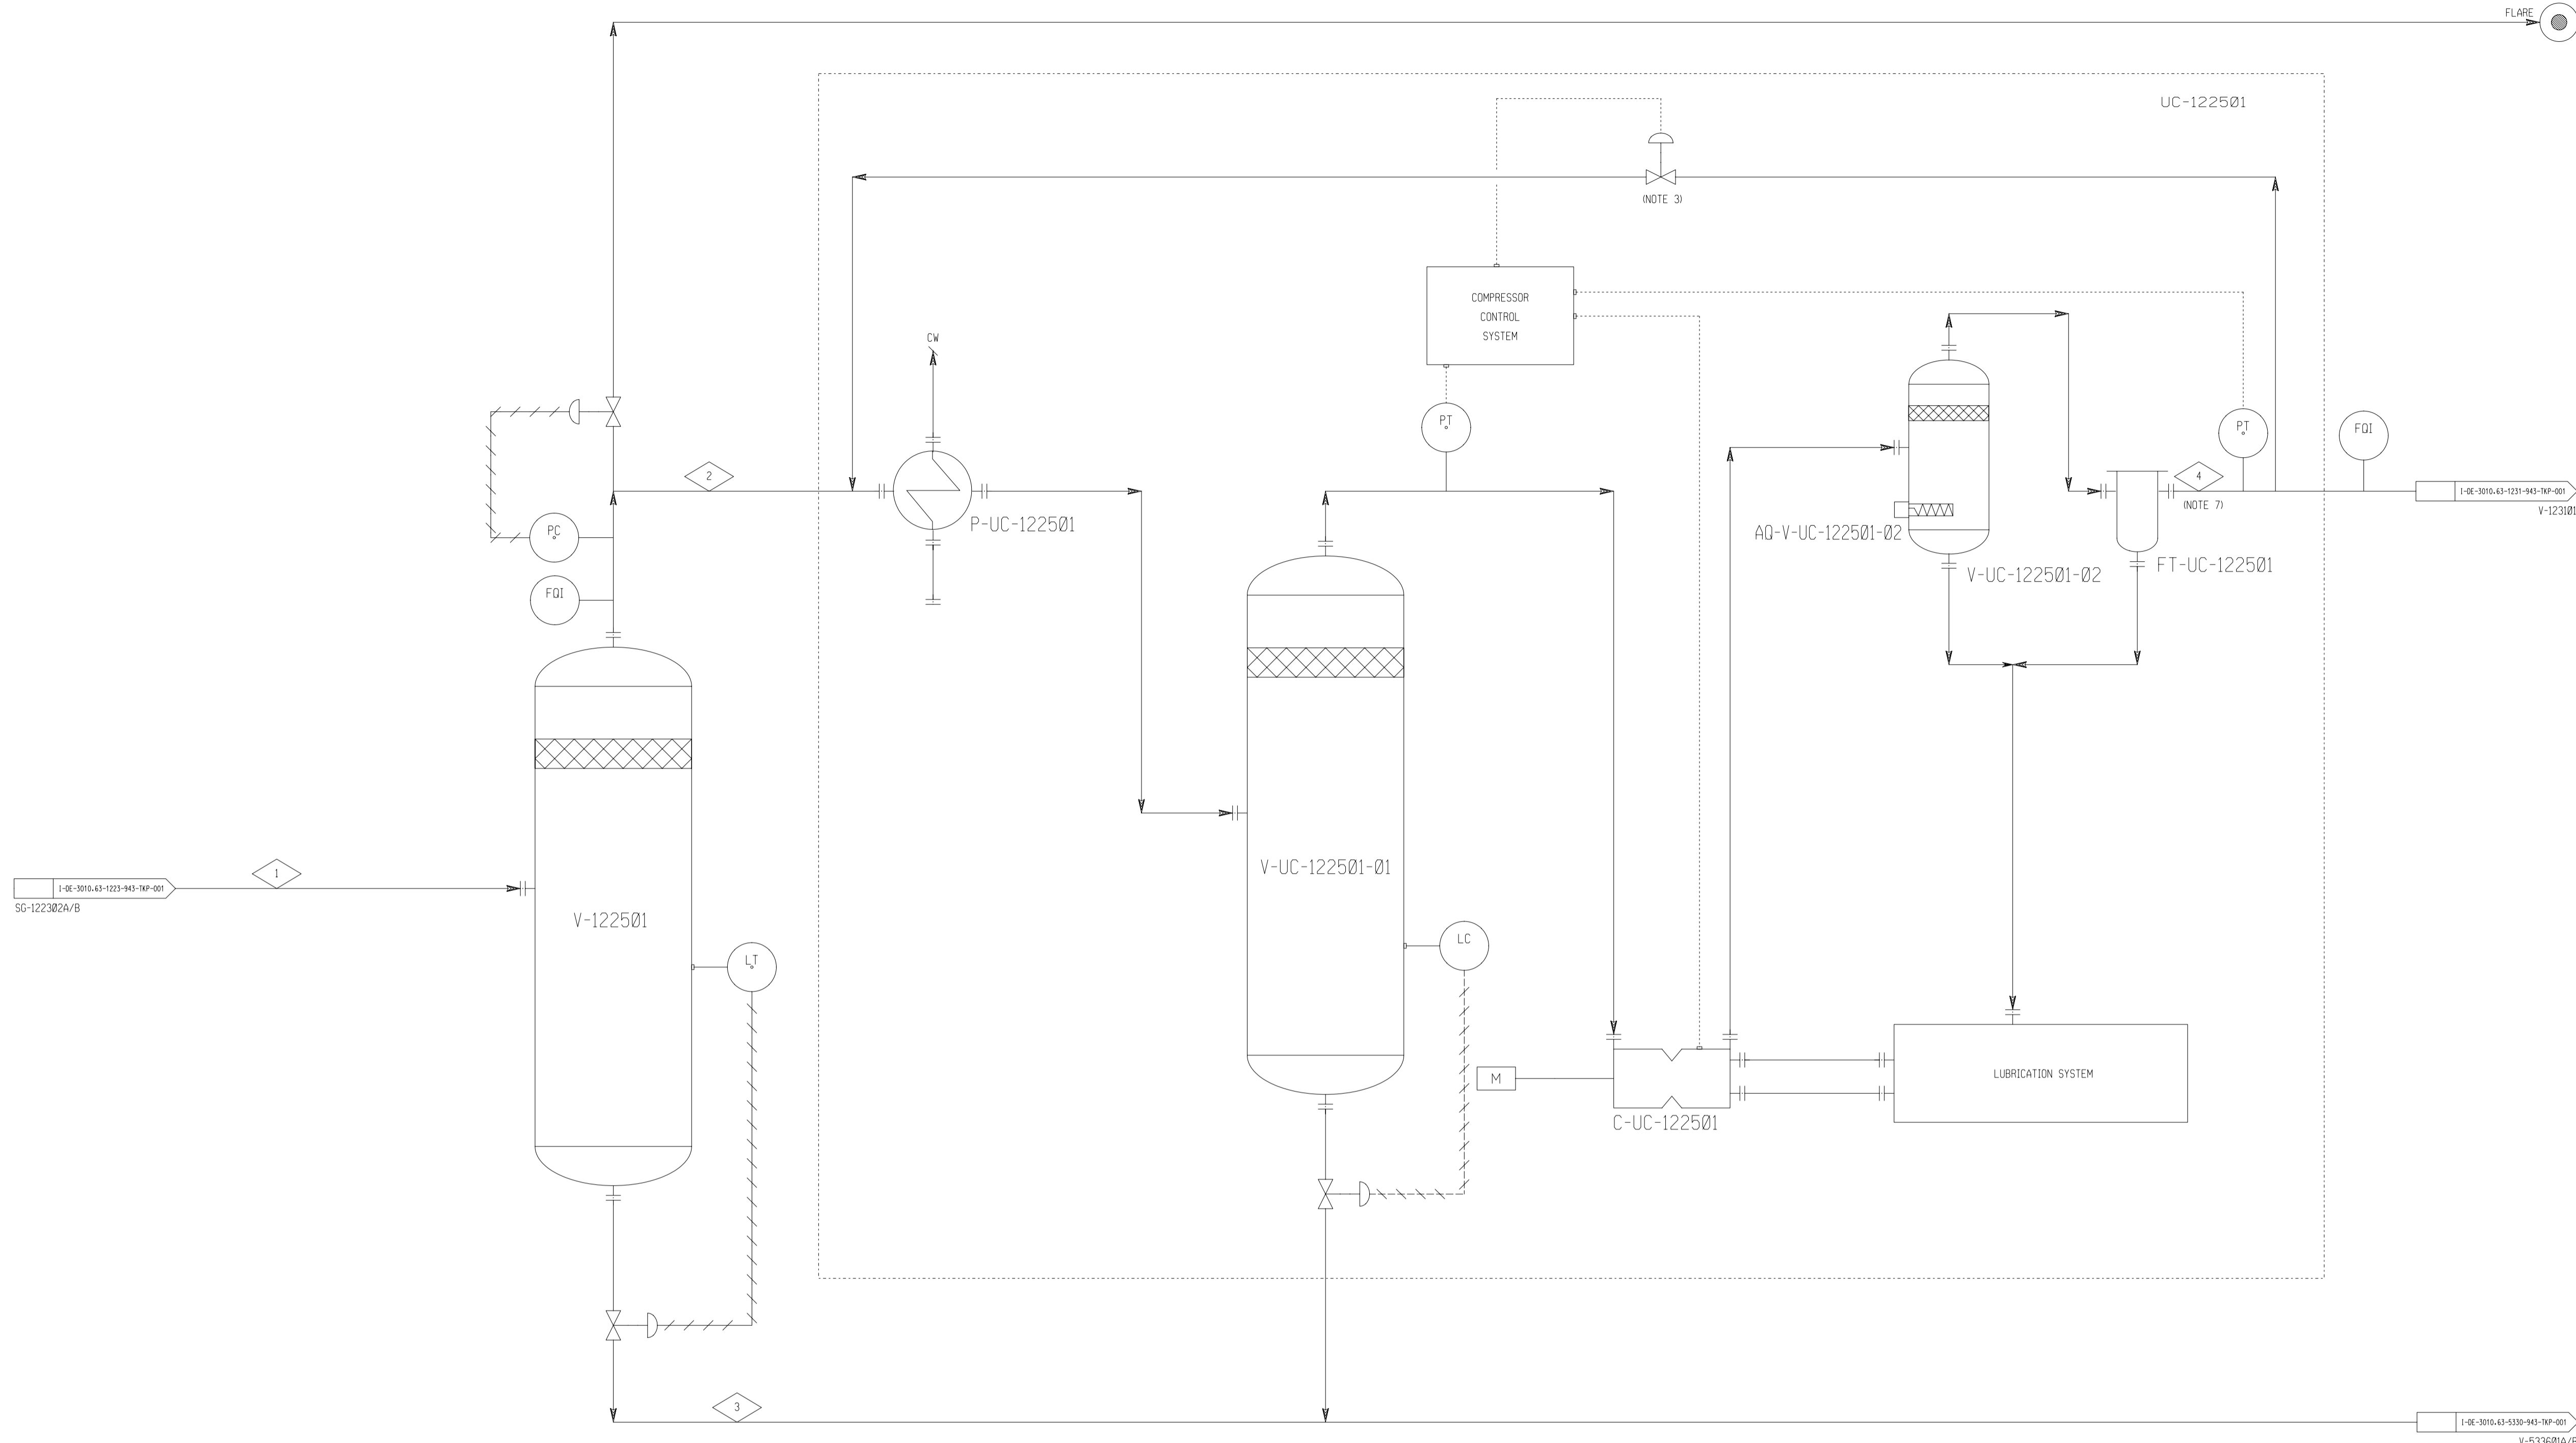 FLARE
UC-122501
(NOTE 3)
COMPRESSOR
CONTROL
SYSTEM
CW
PT
PT
FQI
2
4
I-DE-3010.63-1231-943-TKP-001
(NOTE 7)
V-123101
PC
P-UC-122501
AQ-V-UC-122501-02
FT-UC-122501
V-UC-122501-02
FQI
V-UC-122501-01
1
I-DE-3010.63-1223-943-TKP-001
SG-122302A/B
V-122501
LC
LT
M
LUBRICATION SYSTEM
C-UC-122501
3
I-DE-3010.63-5330-943-TKP-001
V-533601A/B